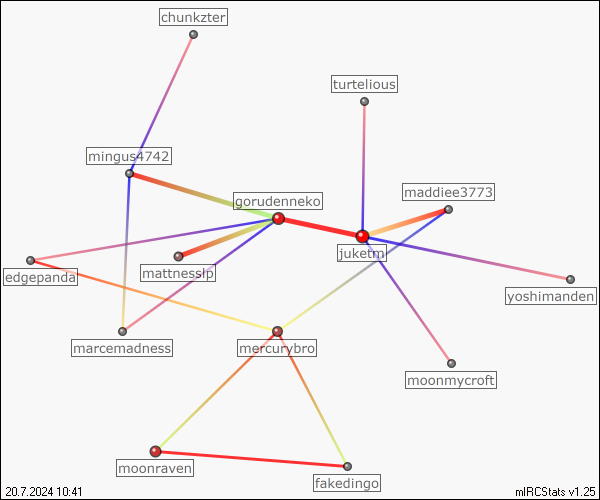 chunkzter
turtelious
mingus4742
maddiee3773
gorudenneko
juketm
mattnesslp
edgepanda
yoshimanden
marcemadness
mercurybro
moonmycroft
moonraven
fakedingo
20.7.2024 10:41
mIRCStats v1.25